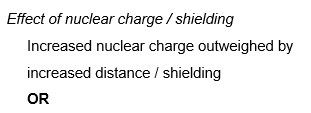 Effect of nuclear charge / shielding
Increased nuclear charge outweighed by
increased distance / shielding
OR